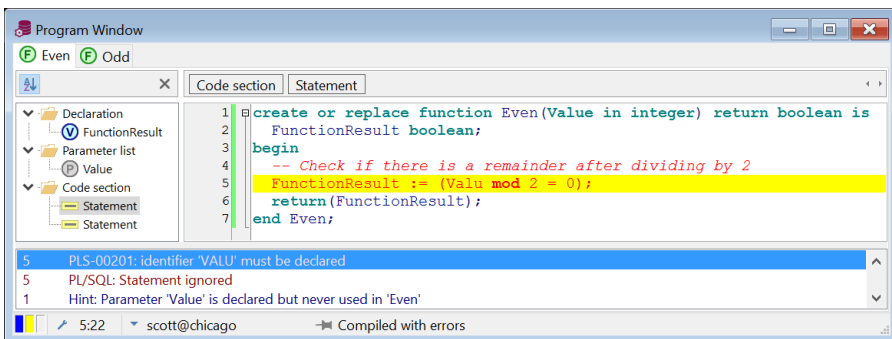 Program Window
F Even F Odd
Code section Statement
Declaration
V FunctionResult
Parameter list
P Value
Code section
Statement
Statement
1 create or replace function Even(Value in integer) return boolean is
2 FunctionResult boolean;
3 begin
4 -- Check if there is a remainder after dividing by 2
5 FunctionResult := (Valu mod 2 = 0);
6 return(FunctionResult);
7 end Even;
5 PLS-00201: identifier 'VALU' must be declared
5 PL/SQL: Statement ignored
1 Hint: Parameter 'Value' is declared but never used in 'Even'
5:22 scott@chicago Compiled with errors